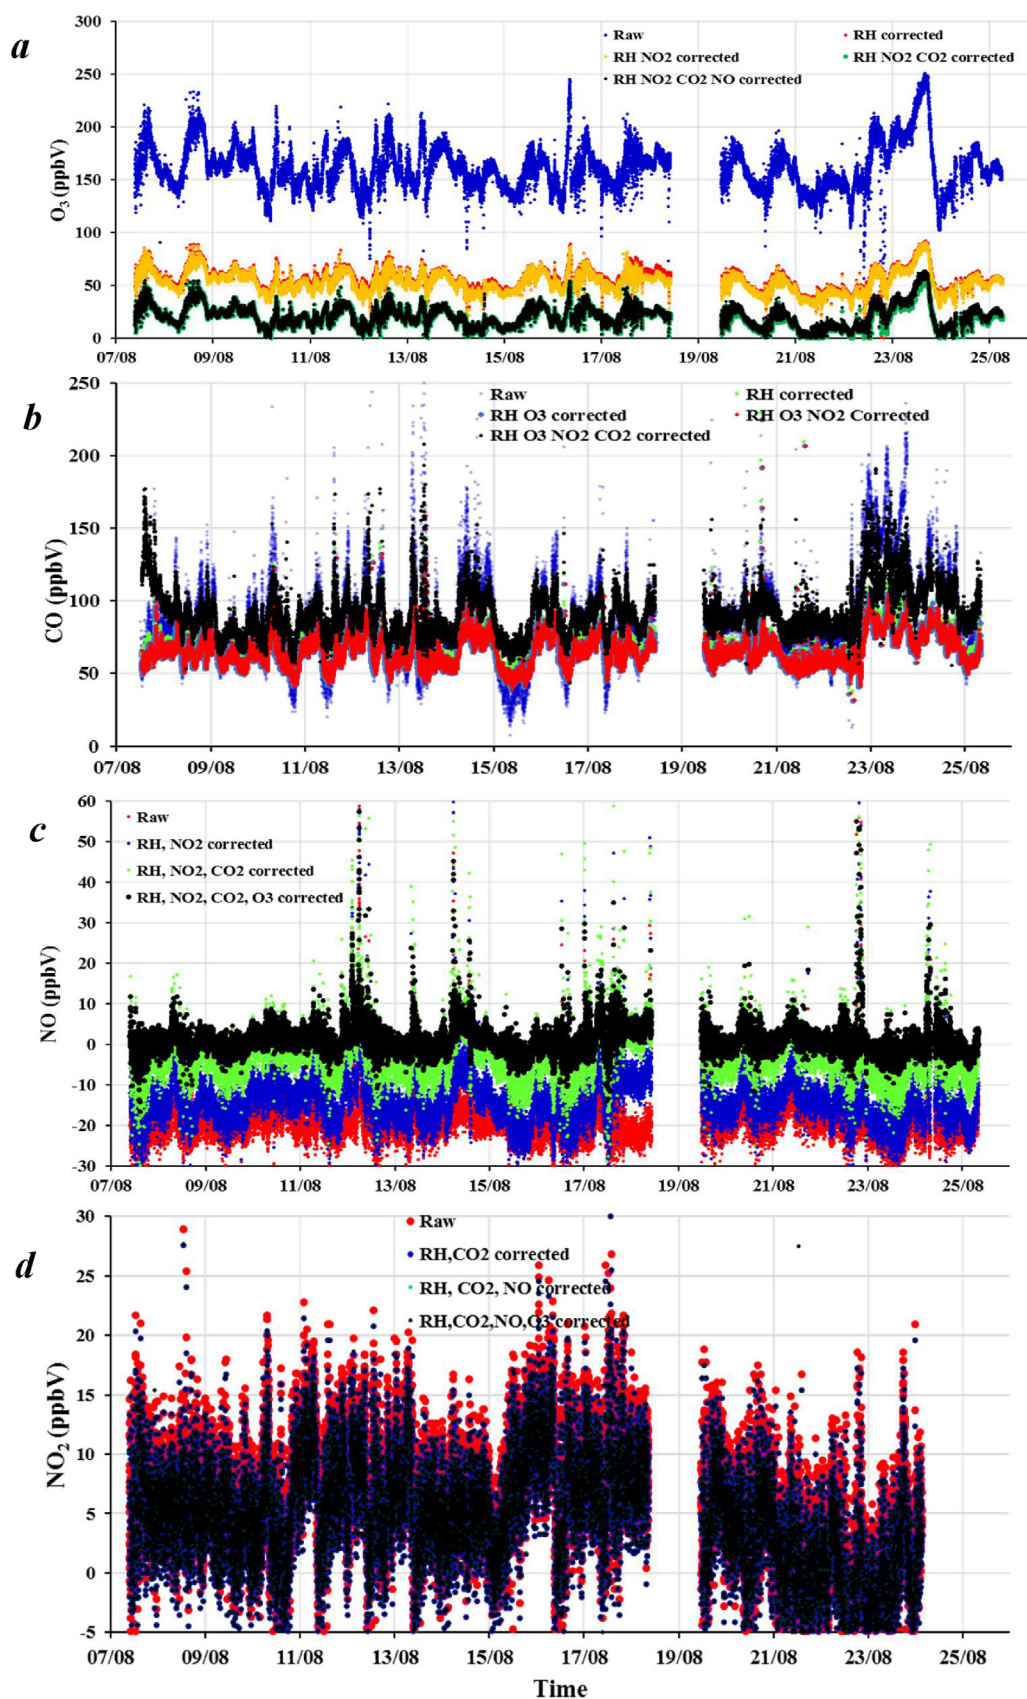 a
300
250
200
150
100
50
0
O3 (ppbV)
Raw
RH corrected
RH NO2 corrected
RH NO2 CO2 corrected
RH NO2 CO2 NO corrected
07/08 09/08 11/08 13/08 15/08 17/08 19/08 21/08 23/08 25/08
b
250
200
150
100
50
0
CO (ppbV)
Raw
RH corrected
RH O3 corrected
RH O3 NO2 Corrected
RH O3 NO2 CO2 corrected
07/08 09/08 11/08 13/08 15/08 17/08 19/08 21/08 23/08 25/08
c
60
50
40
30
20
10
0
-10
-20
-30
NO (ppbV)
Raw
RH, NO2 corrected
RH, NO2, CO2 corrected
RH, NO2, CO2, O3 corrected
07/08 09/08 11/08 13/08 15/08 17/08 19/08 21/08 23/08 25/08
d
30
25
20
15
10
5
0
-5
NO2 (ppbV)
Raw
RH,CO2 corrected
RH, CO2, NO corrected
RH,CO2,NO,O3 corrected
07/08 09/08 11/08 13/08 15/08 17/08 19/08 21/08 23/08 25/08
Time